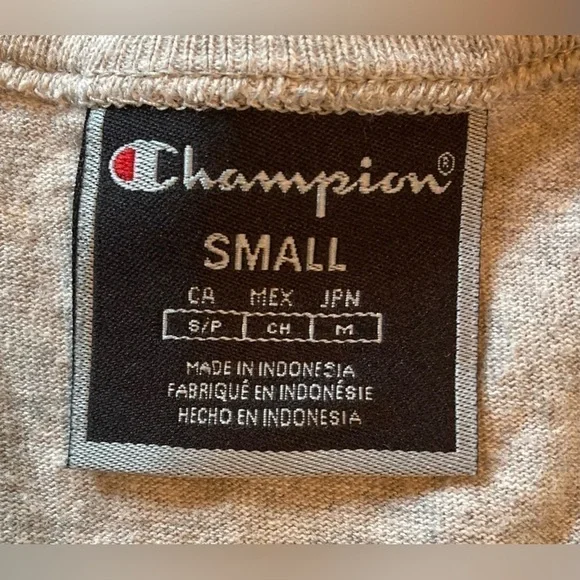 Champion®
SMALL
CA MEX JPN
S/P CH M
MADE IN INDONESIA
FABRIQUÉ EN INDONÉSIE
HECHO EN INDONESIA